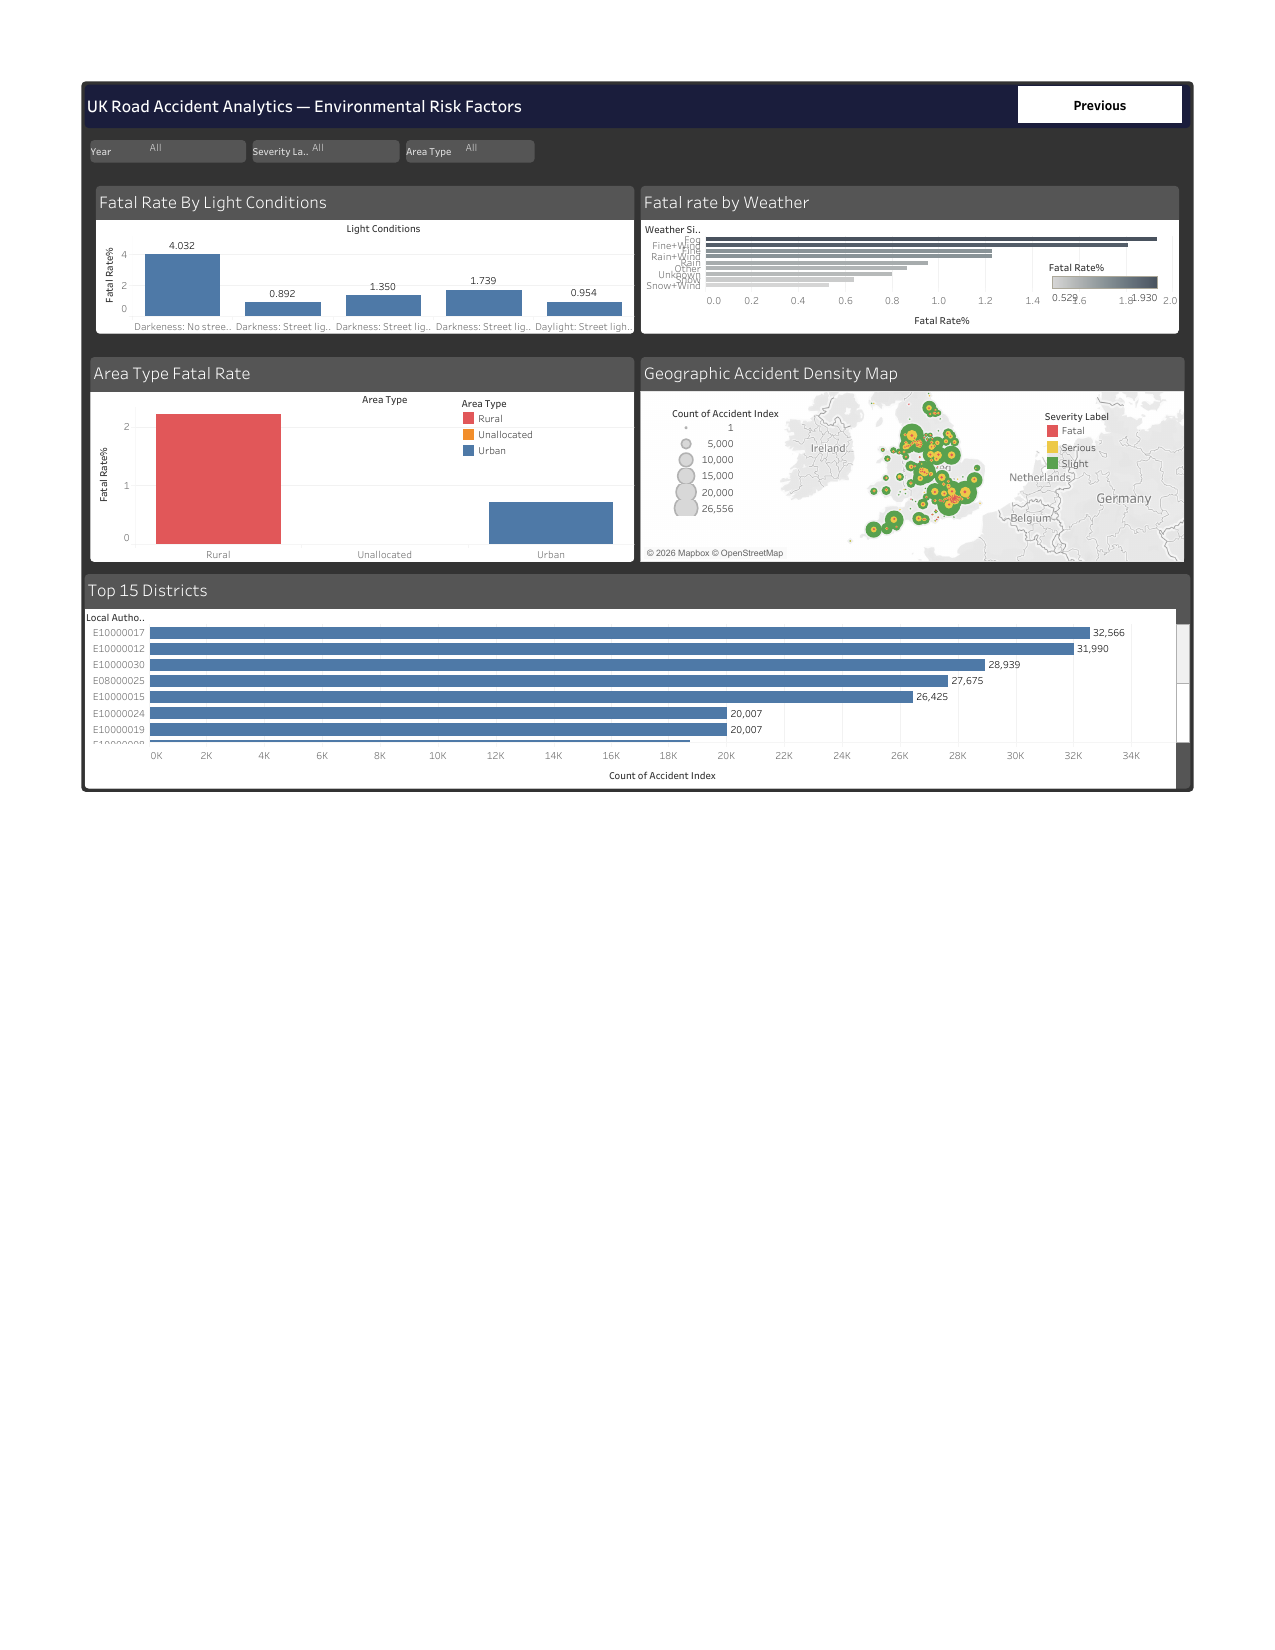 UK Road Accident Analytics — Environmental Risk Factors
Previous
Year All
Severity La.. All
Area Type All
Fatal Rate By Light Conditions
Light Conditions
Fatal Rate%
4
2
0
4.032
0.892
1.350
1.739
0.954
Darkeness: No stree..
Darkness: Street lig..
Darkness: Street lig..
Darkness: Street lig..
Daylight: Street ligh..
Fatal rate by Weather
Weather Si..
Fog
Fine+Wind
Fine
Rain+Wind
Rain
Other
Unknown
Snow
Snow+Wind
Fatal Rate%
0.529 1.930
0.0 0.2 0.4 0.6 0.8 1.0 1.2 1.4 1.6 1.8 2.0
Fatal Rate%
Area Type Fatal Rate
Area Type
Fatal Rate%
2
1
0
Rural Unallocated Urban
Area Type
Rural
Unallocated
Urban
Geographic Accident Density Map
Count of Accident Index
1
5,000
10,000
15,000
20,000
26,556
Severity Label
Fatal
Serious
Slight
Ireland
Netherlands
Germany
Belgium
© 2026 Mapbox © OpenStreetMap
Top 15 Districts
Local Autho..
E10000017 32,566
E10000012 31,990
E10000030 28,939
E08000025 27,675
E10000015 26,425
E10000024 20,007
E10000019 20,007
0K 2K 4K 6K 8K 10K 12K 14K 16K 18K 20K 22K 24K 26K 28K 30K 32K 34K
Count of Accident Index